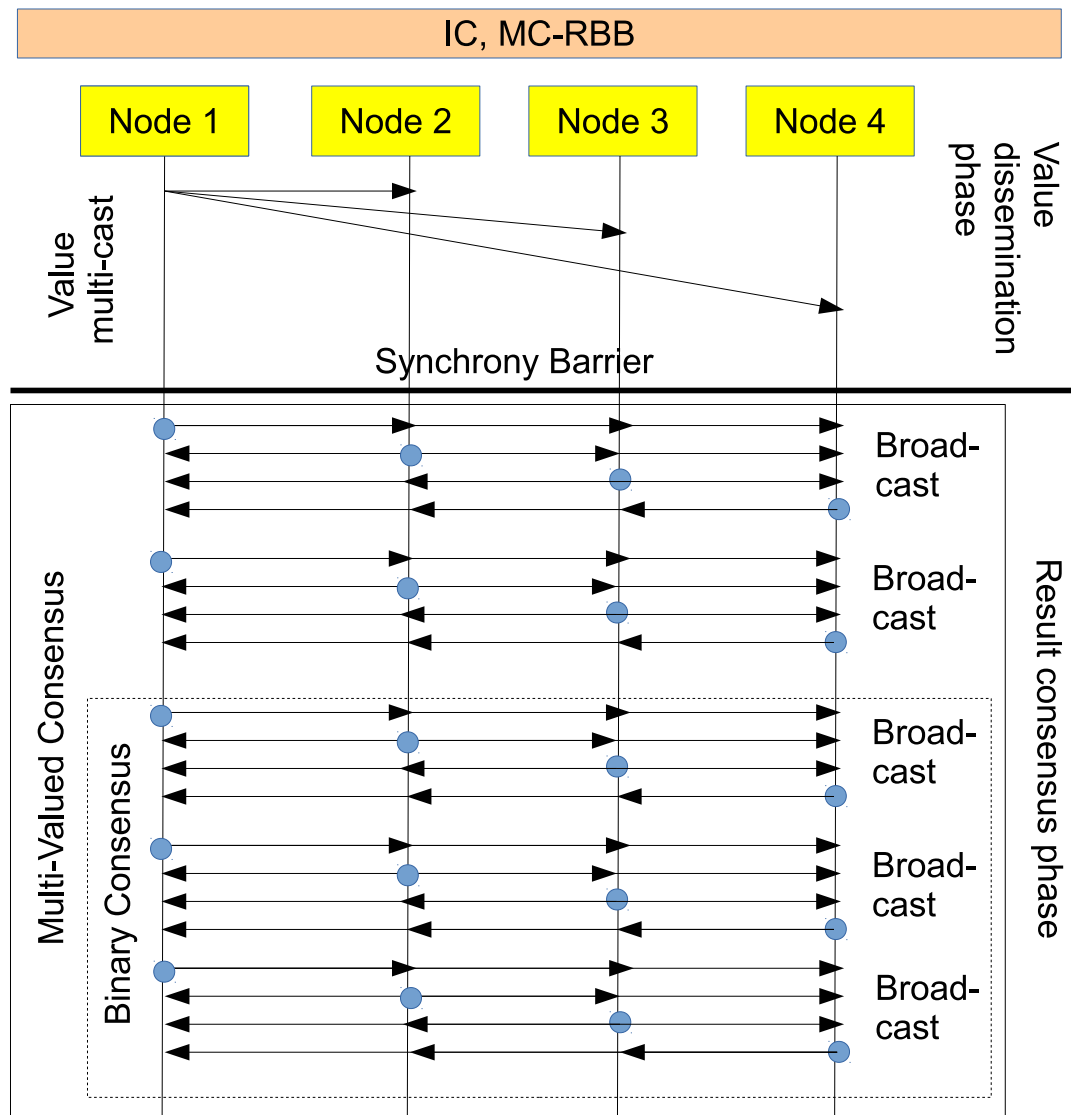 IC, MC-RBB
Node 1
Node 2
Node 3
Node 4
Value
multi-cast
Value
dissemination
phase
Synchrony Barrier
Multi-Valued Consensus
Broad-
cast
Broad-
cast
Result consensus phase
Binary Consensus
Broad-
cast
Broad-
cast
Broad-
cast